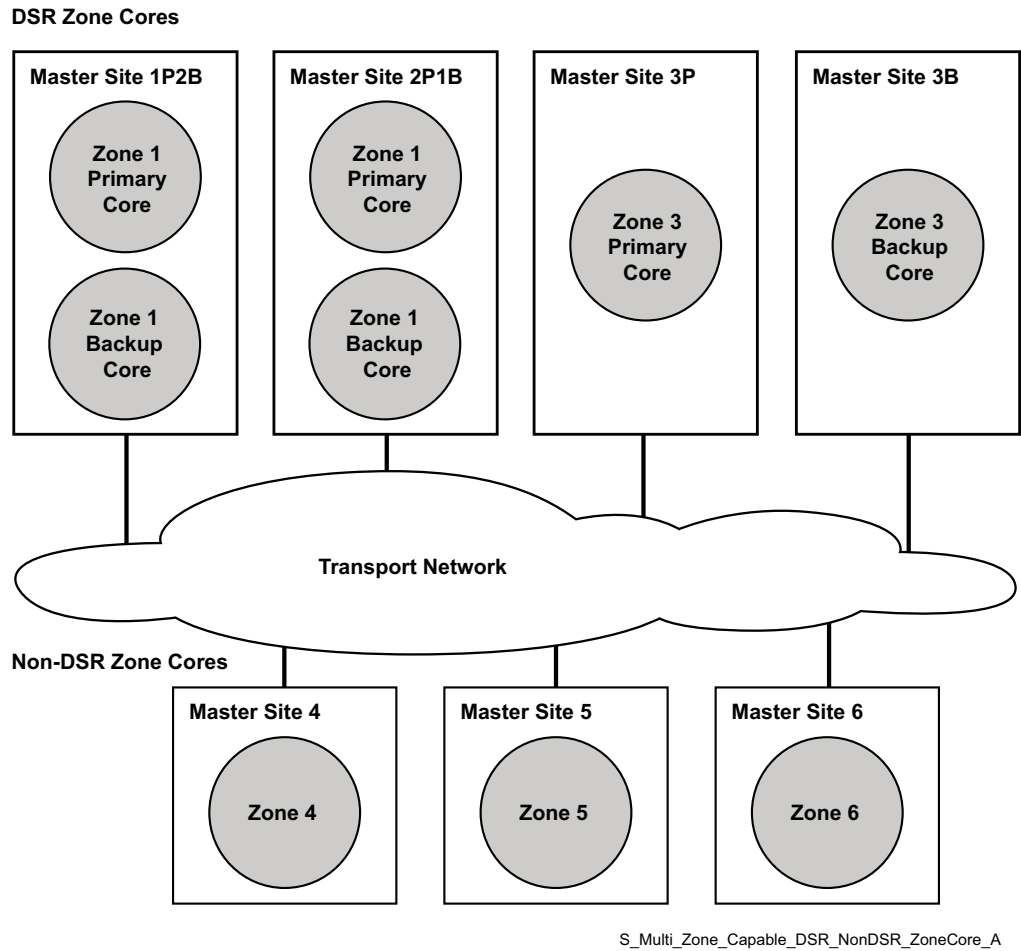 DSR Zone Cores
Master Site 1P2B
Zone 1
Primary
Core
Zone 1
Backup
Core
Master Site 2P1B
Zone 1
Primary
Core
Zone 1
Backup
Core
Master Site 3P
Zone 3
Primary
Core
Master Site 3B
Zone 3
Backup
Core
Transport Network
Non-DSR Zone Cores
Master Site 4
Zone 4
Master Site 5
Zone 5
Master Site 6
Zone 6
S_Multi_Zone_Capable_DSR_NonDSR_ZoneCore_A